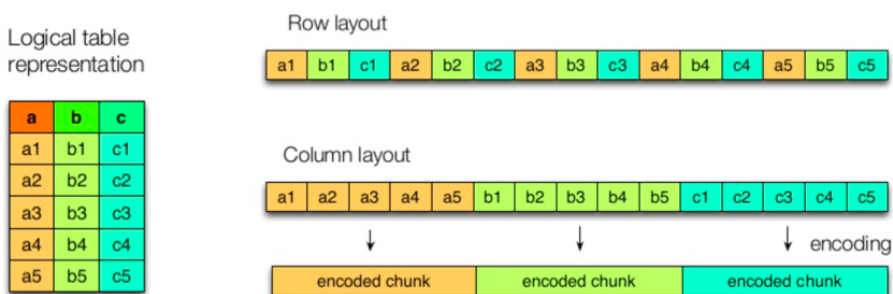 Logical table
representation
a b c
a1 b1 c1
a2 b2 c2
a3 b3 c3
a4 b4 c4
a5 b5 c5
Row layout
a1 b1 c1 a2 b2 c2 a3 b3 c3 a4 b4 c4 a5 b5 c5
Column layout
a1 a2 a3 a4 a5 b1 b2 b3 b4 b5 c1 c2 c3 c4 c5
encoding
encoded chunk encoded chunk encoded chunk